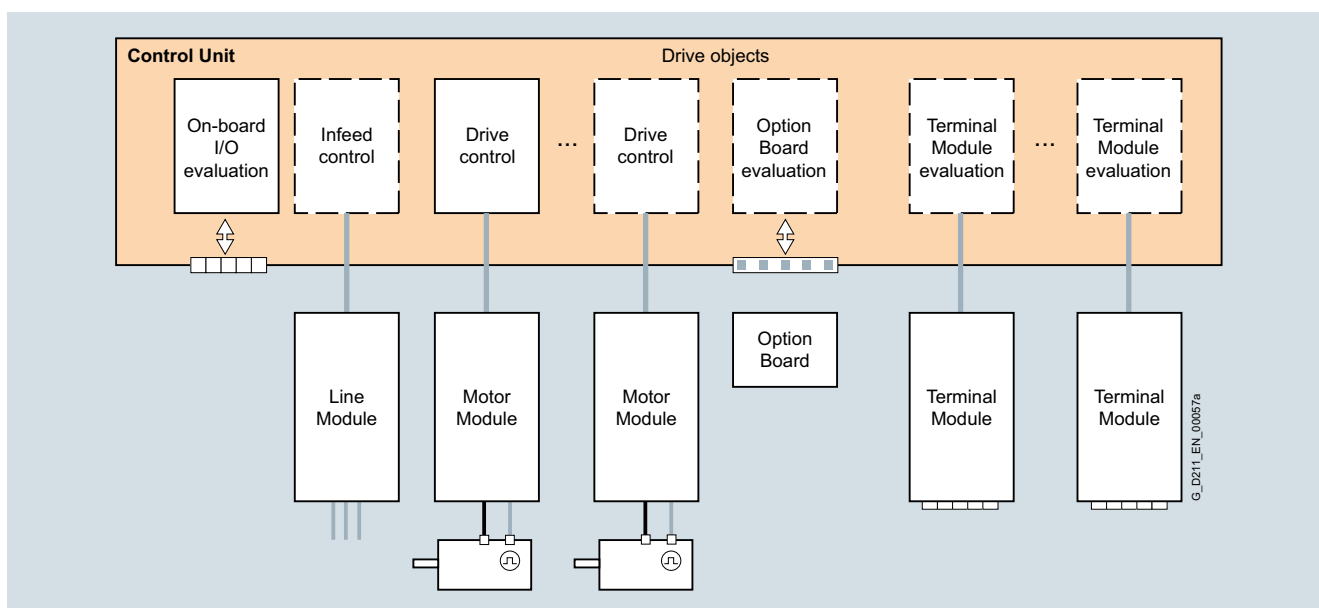 Control Unit
Drive objects
On-board
I/O
evaluation
Infeed
control
Drive
control
...
Drive
control
Option
Board
evaluation
Terminal
Module
evaluation
...
Terminal
Module
evaluation
Line
Module
Motor
Module
Motor
Module
Option
Board
Terminal
Module
Terminal
Module
G_D211_EN_00057a